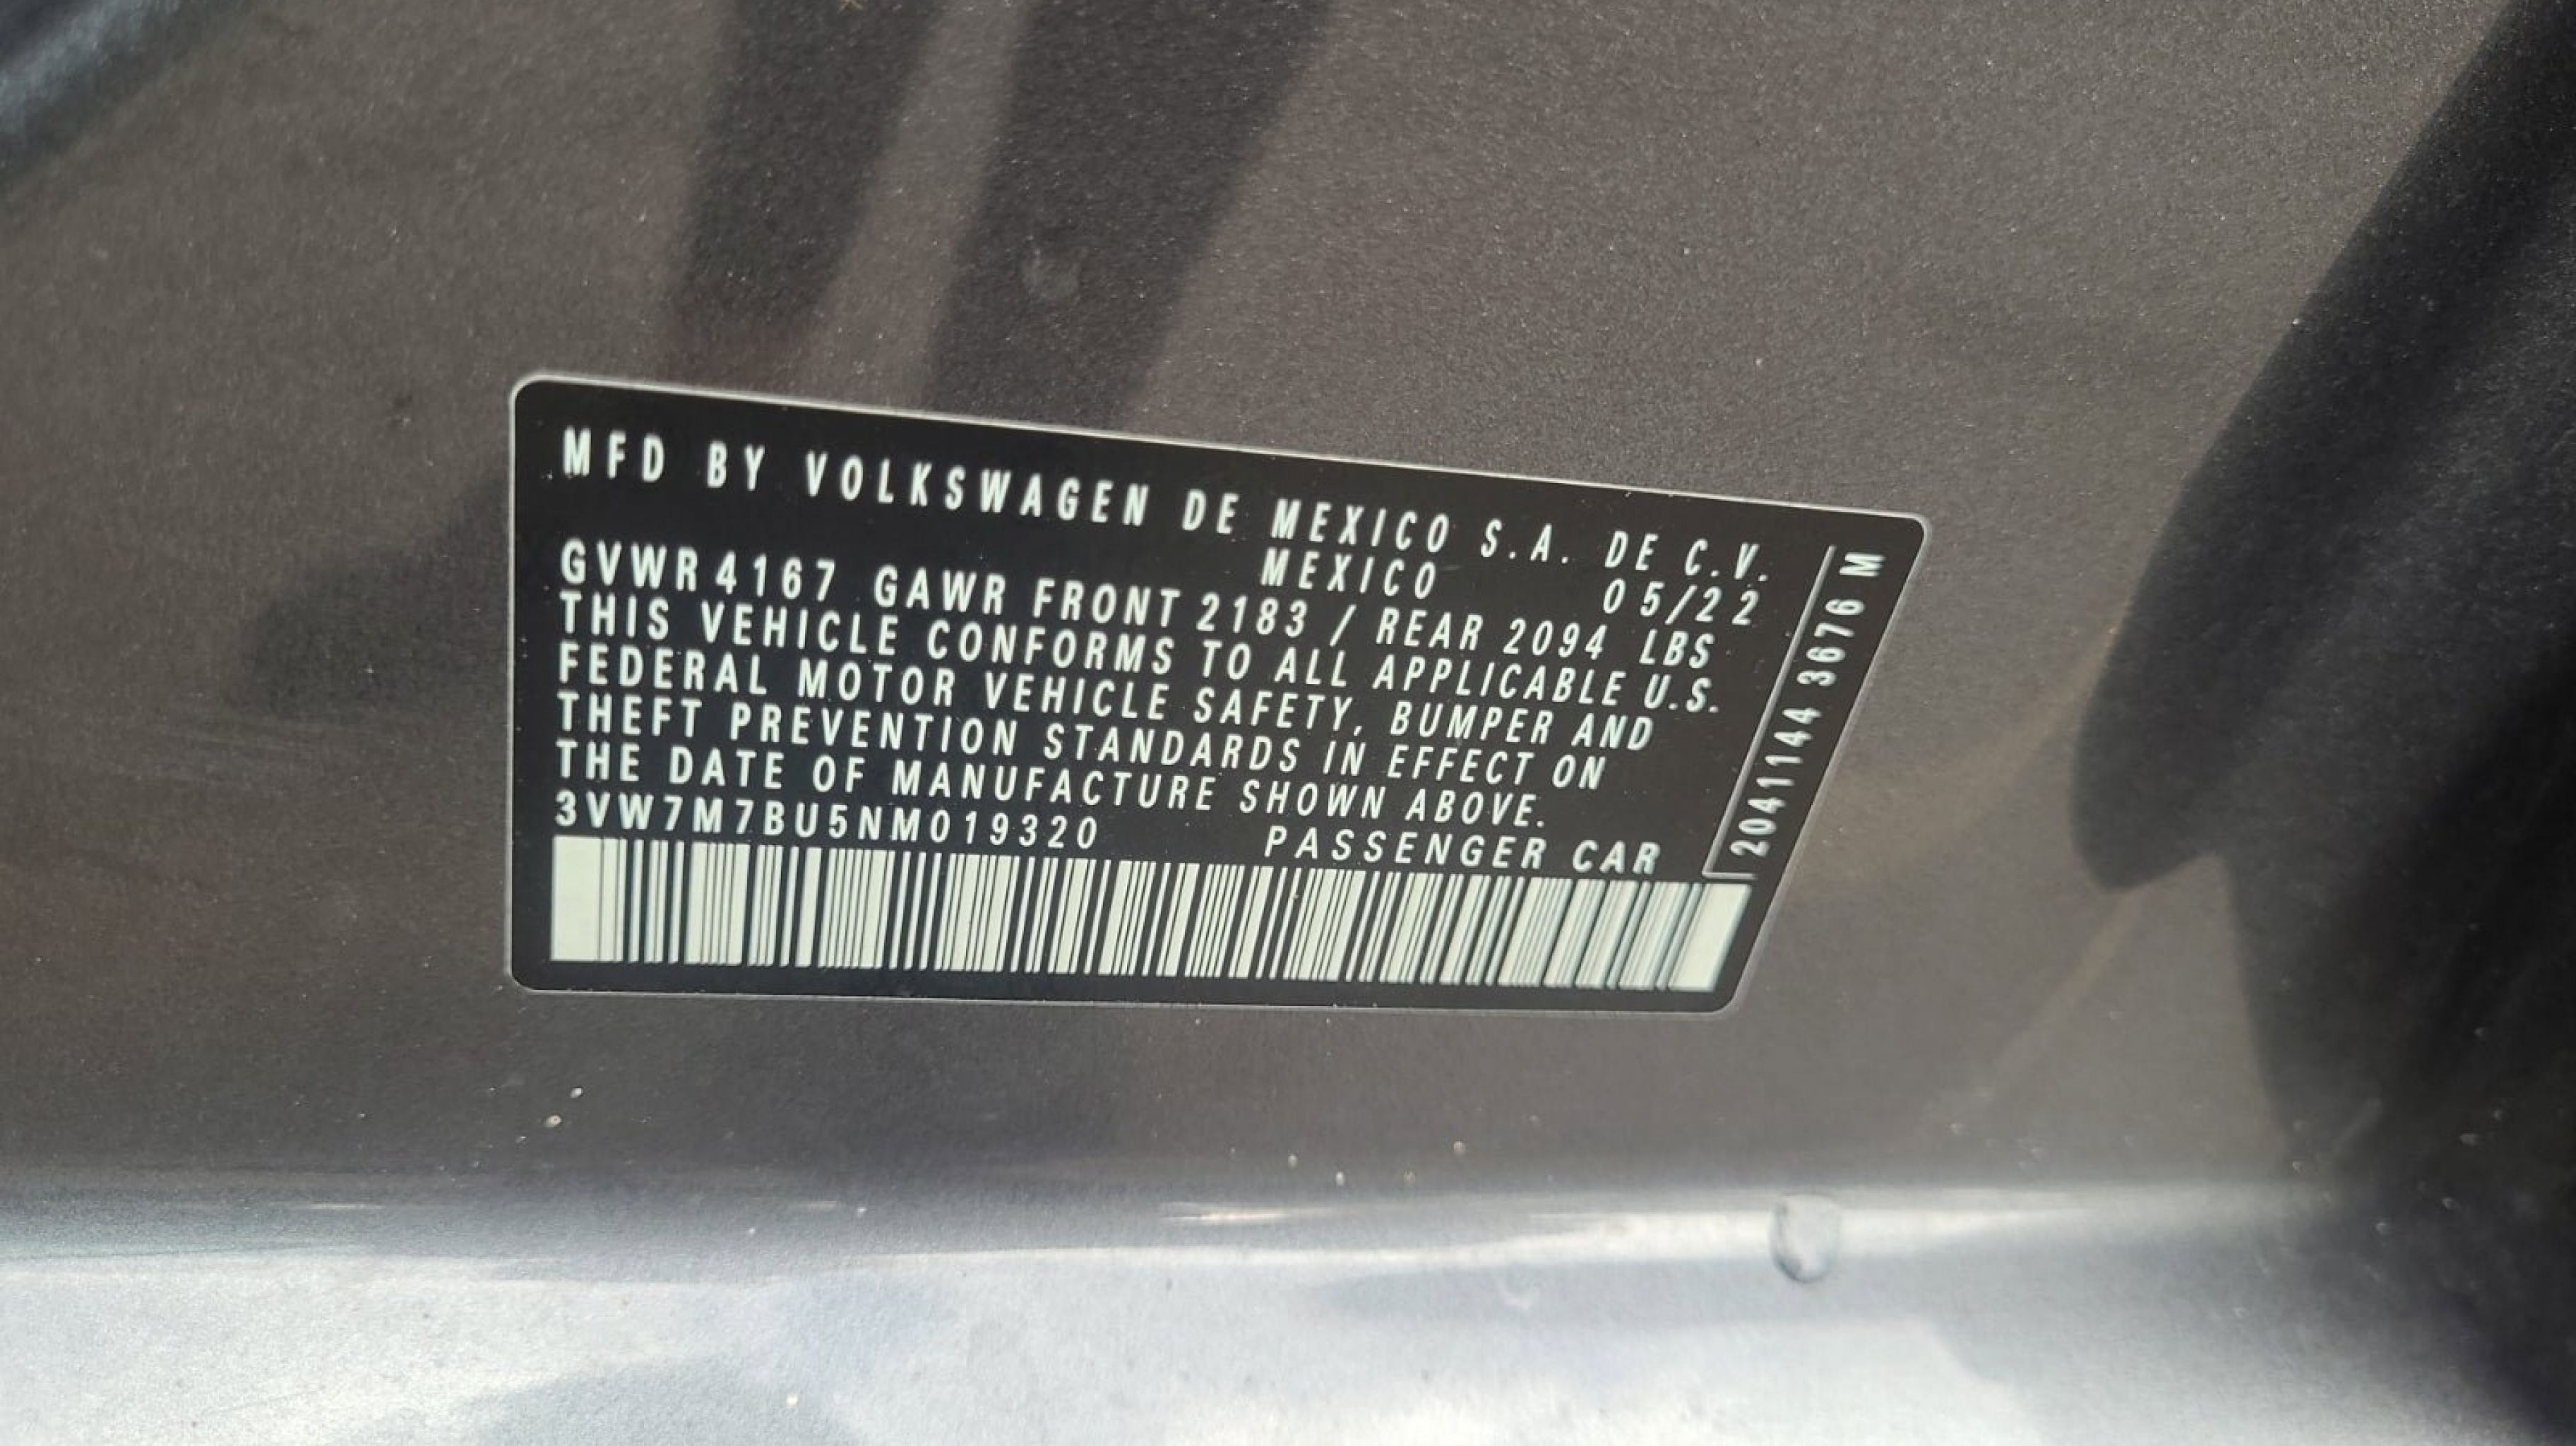 MFD BY VOLKSWAGEN DE MEXICO S.A. DE C.V.
MEXICO 05/22
GVWR 4167 GAWR FRONT 2183 / REAR 2094 LBS
THIS VEHICLE CONFORMS TO ALL APPLICABLE U.S.
FEDERAL MOTOR VEHICLE SAFETY, BUMPER AND
THEFT PREVENTION STANDARDS IN EFFECT ON
THE DATE OF MANUFACTURE SHOWN ABOVE.
3VW7M7BU5NM019320 PASSENGER CAR
2041144 3676 M